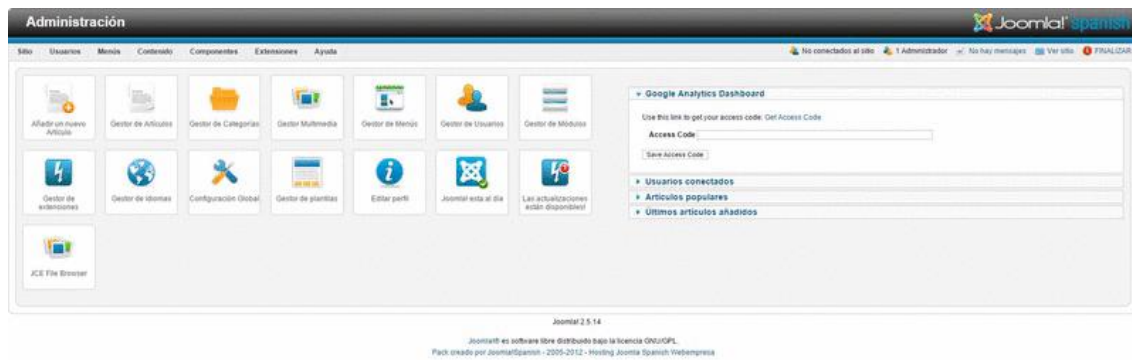 Administración
Joomla! spanish
Sitio Usuarios Menús Contenido Componentes Extensiones Ayuda
No conectados al sitio 1 Administrador No hay mensajes Ver sitio FINALIZAR
Añadir un nuevo Artículo
Gestor de Artículos
Gestor de Categorías
Gestor Multimedia
Gestor de Menús
Gestor de Usuarios
Gestor de Módulos
Gestor de extensiones
Gestor de idiomas
Configuración Global
Gestor de plantillas
Editar perfil
Joomla! esta al día
Las actualizaciones están disponibles!
JCE File Browser
Google Analytics Dashboard
Use this link to get your access code: Get Access Code
Access Code
Save Access Code
Usuarios conectados
Artículos populares
Últimos artículos añadidos
Joomla! 2.5.14
Joomla!® es software libre distribuido bajo la licencia GNU/GPL.
Pack creado por JoomlaSpanish - 2005-2012 - Hosting Joomla Spanish Webempresa